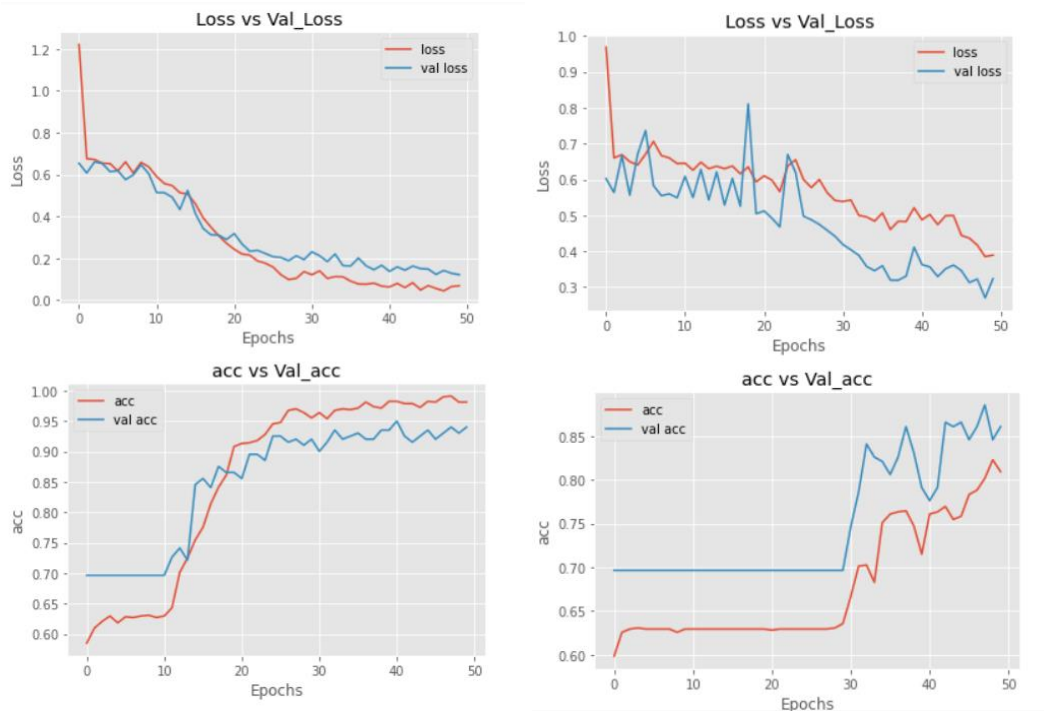 Loss vs Val_Loss
loss
val loss
1.2
1.0
0.8
0.6
0.4
0.2
0.0
Loss
0 10 20 30 40 50
Epochs
Loss vs Val_Loss
loss
val loss
1.0
0.9
0.8
0.7
0.6
0.5
0.4
0.3
Loss
0 10 20 30 40 50
Epochs
acc vs Val_acc
acc
val acc
1.00
0.95
0.90
0.85
0.80
0.75
0.70
0.65
0.60
acc
0 10 20 30 40 50
Epochs
acc vs Val_acc
acc
val acc
0.85
0.80
0.75
0.70
0.65
0.60
acc
0 10 20 30 40 50
Epochs